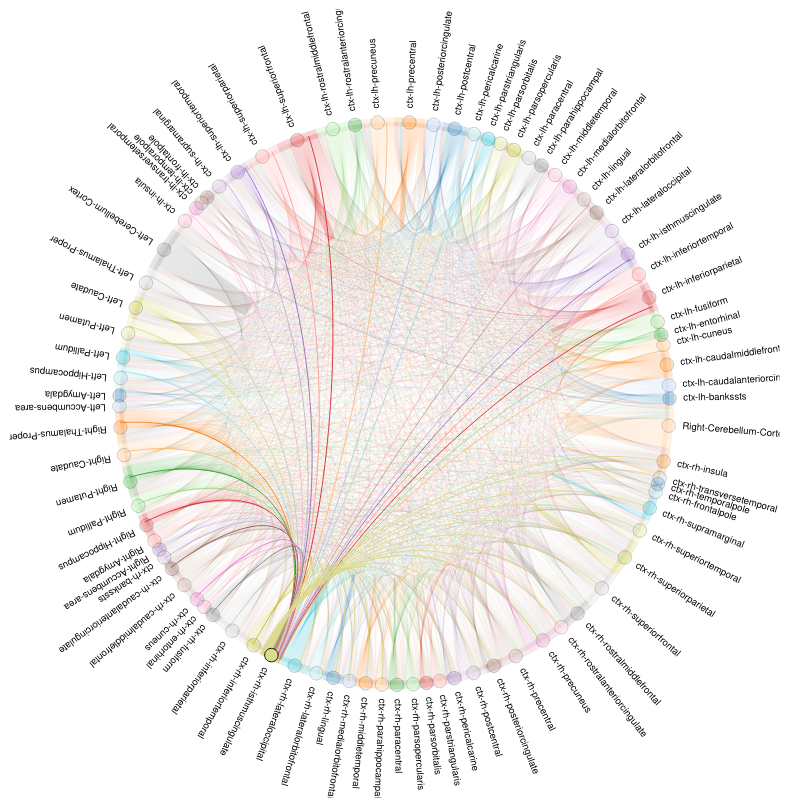 ctx-lh-precuneus
ctx-lh-precentral
ctx-lh-posteriorcingulate
ctx-lh-postcentral
ctx-lh-pericalcarine
ctx-lh-parstriangularis
ctx-lh-parsorbitalis
ctx-lh-parsopercularis
ctx-lh-paracentral
ctx-lh-parahippocampal
ctx-lh-middletemporal
ctx-lh-medialorbitofrontal
ctx-lh-lingual
ctx-lh-lateralorbitofrontal
ctx-lh-lateraloccipital
ctx-lh-isthmuscingulate
ctx-lh-inferiortemporal
ctx-lh-inferiorparietal
ctx-lh-fusiform
ctx-lh-entorhinal
ctx-lh-cuneus
ctx-lh-caudalmiddlefront
ctx-lh-caudalanteriorcin
ctx-lh-bankssts
Right-Cerebellum-Corte
ctx-rh-insula
ctx-rh-transversetemporal
ctx-rh-temporalpole
ctx-rh-frontalpole
ctx-rh-supramarginal
ctx-rh-superiortemporal
ctx-rh-superiorparietal
ctx-rh-superiorfrontal
ctx-rh-rostralmiddlefrontal
ctx-rh-rostralanteriorcingulate
ctx-rh-precuneus
ctx-rh-precentral
ctx-rh-posteriorcingulate
ctx-rh-postcentral
ctx-rh-pericalcarine
ctx-rh-parstriangularis
ctx-rh-parsorbitalis
ctx-rh-parsopercularis
ctx-rh-paracentral
ctx-rh-parahippocampal
ctx-rh-middletemporal
ctx-rh-medialorbitofrontal
ctx-rh-lingual
ctx-rh-lateralorbitofrontal
ctx-rh-lateraloccipital
ctx-rh-isthmuscingulate
ctx-rh-inferiortemporal
ctx-rh-inferiorparietal
ctx-rh-fusiform
ctx-rh-entorhinal
ctx-rh-cuneus
ctx-rh-caudalmiddlefrontal
ctx-rh-caudalanteriorcingulate
ctx-rh-bankssts
Right-Accumbens-area
Right-Amygdala
Right-Hippocampus
Right-Pallidum
Right-Putamen
Right-Caudate
Right-Thalamus-Proper
Left-Accumbens-area
Left-Amygdala
Left-Hippocampus
Left-Pallidum
Left-Putamen
Left-Caudate
Left-Thalamus-Proper
Left-Cerebellum-Cortex
ctx-lh-insula
ctx-lh-transversetemporal
ctx-lh-temporalpole
ctx-lh-frontalpole
ctx-lh-supramarginal
ctx-lh-superiortemporal
ctx-lh-superiorparietal
ctx-lh-superiorfrontal
ctx-lh-rostralmiddlefrontal
ctx-lh-rostralanteriorcing